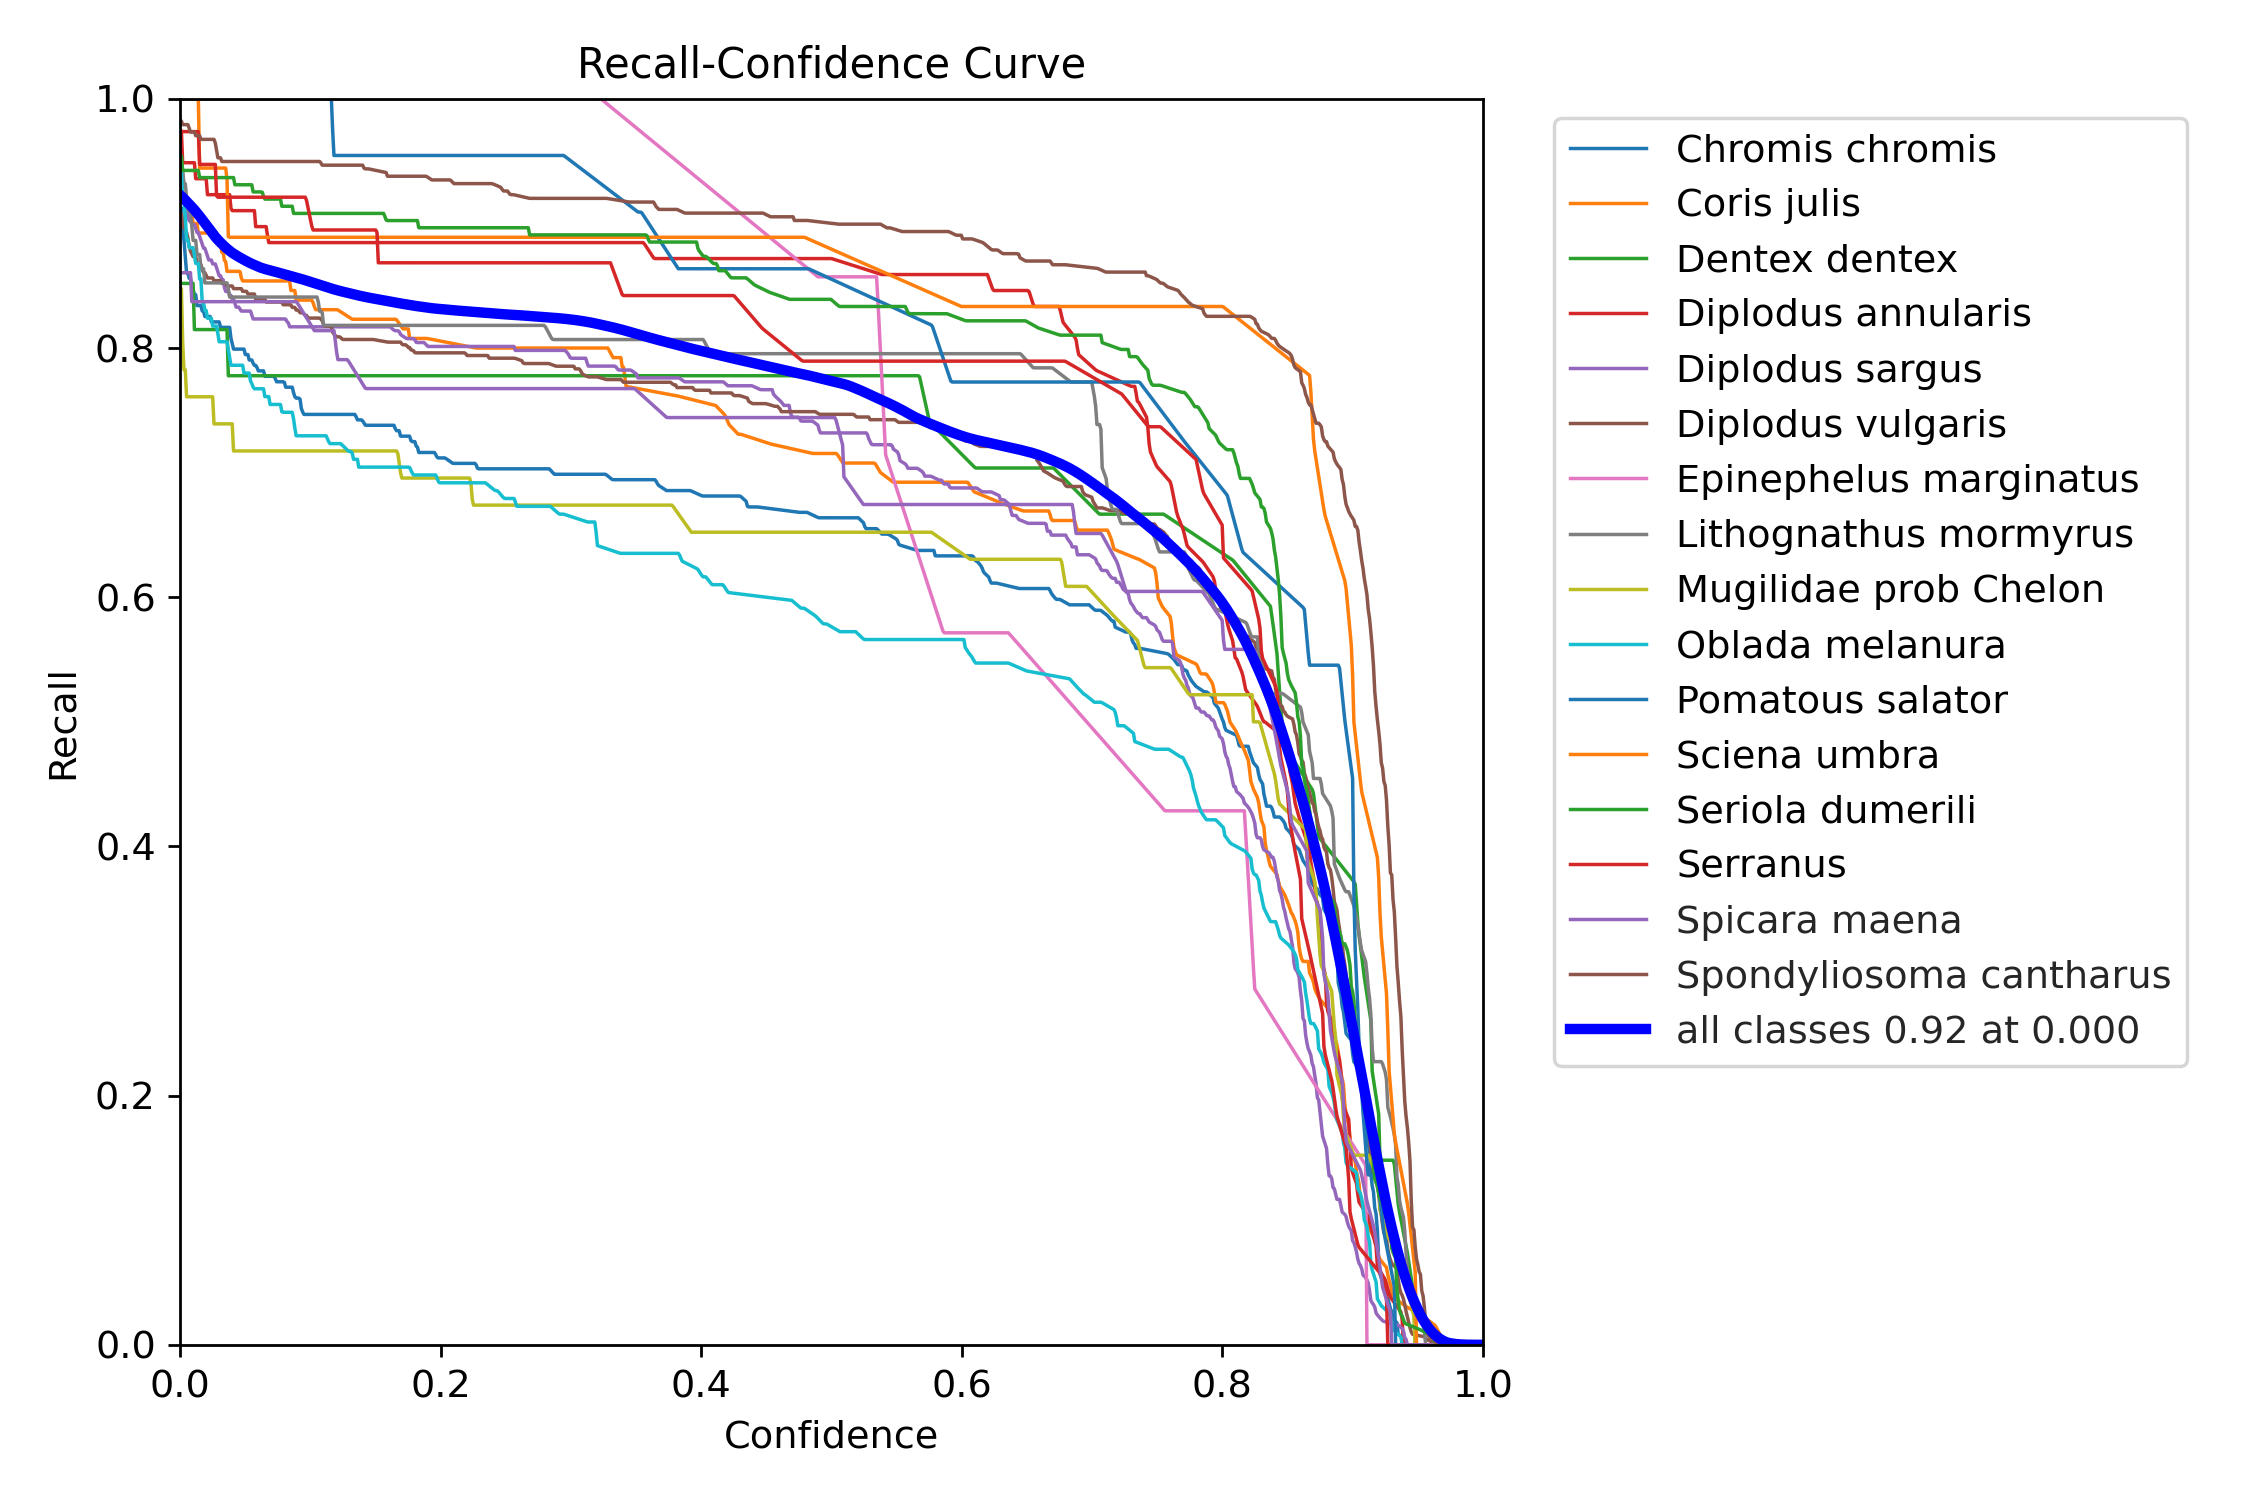 Recall-Confidence Curve
1.0
0.8
0.6
0.4
0.2
0.0
Recall
0.0 0.2 0.4 0.6 0.8 1.0
Confidence
Chromis chromis
Coris julis
Dentex dentex
Diplodus annularis
Diplodus sargus
Diplodus vulgaris
Epinephelus marginatus
Lithognathus mormyrus
Mugilidae prob Chelon
Oblada melanura
Pomatous salator
Sciena umbra
Seriola dumerili
Serranus
Spicara maena
Spondyliosoma cantharus
all classes 0.92 at 0.000